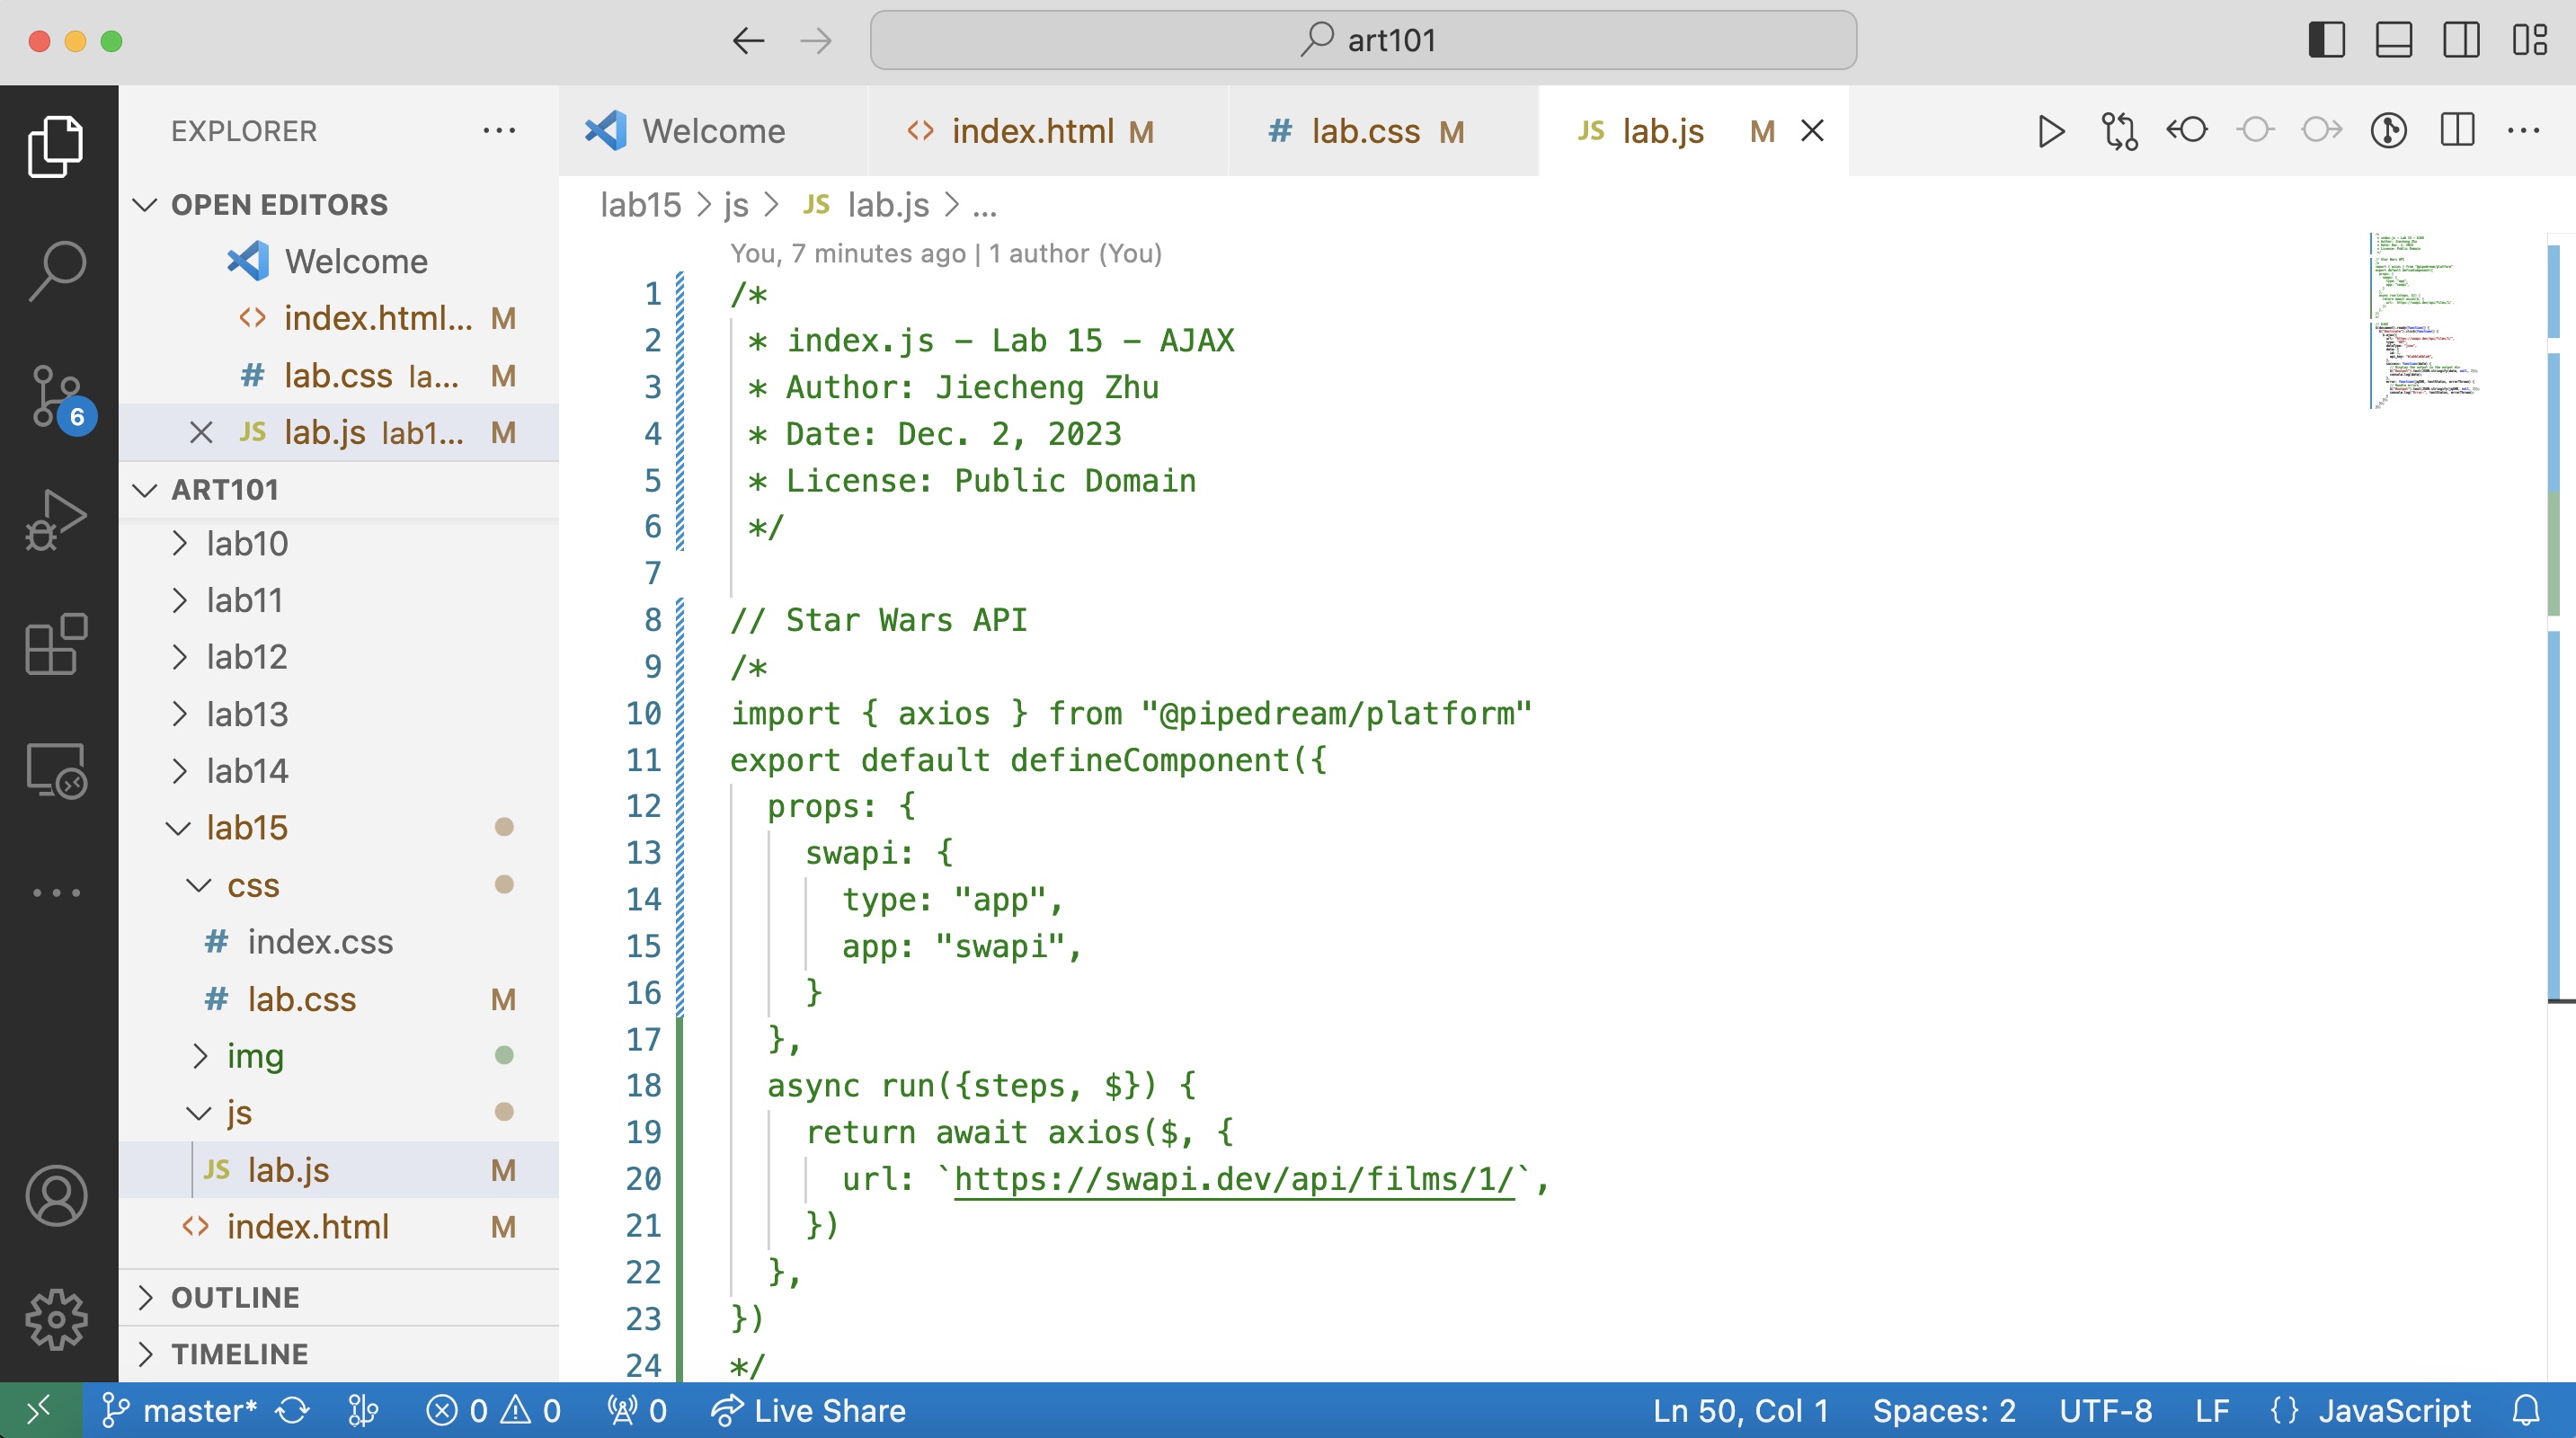 art101
EXPLORER
OPEN EDITORS
Welcome
index.html... M
# lab.css la... M
JS lab.js lab1... M
ART101
lab10
lab11
lab12
lab13
lab14
lab15
css
# index.css
# lab.css M
img
js
JS lab.js M
<> index.html M
OUTLINE
TIMELINE
6
Welcome
<> index.html M
# lab.css M
JS lab.js M
lab15 > js > JS lab.js > ...
You, 7 minutes ago | 1 author (You)
1 /*
2 * index.js - Lab 15 - AJAX
3 * Author: Jiecheng Zhu
4 * Date: Dec. 2, 2023
5 * License: Public Domain
6 */
7
8 // Star Wars API
9 /*
10 import { axios } from "@pipedream/platform"
11 export default defineComponent({
12 props: {
13 swapi: {
14 type: "app",
15 app: "swapi",
16 }
17 },
18 async run({steps, $}) {
19 return await axios($, {
20 url: `https://swapi.dev/api/films/1/`,
21 })
22 },
23 })
24 */
master* 0 0 0 Live Share Ln 50, Col 1 Spaces: 2 UTF-8 LF {} JavaScript